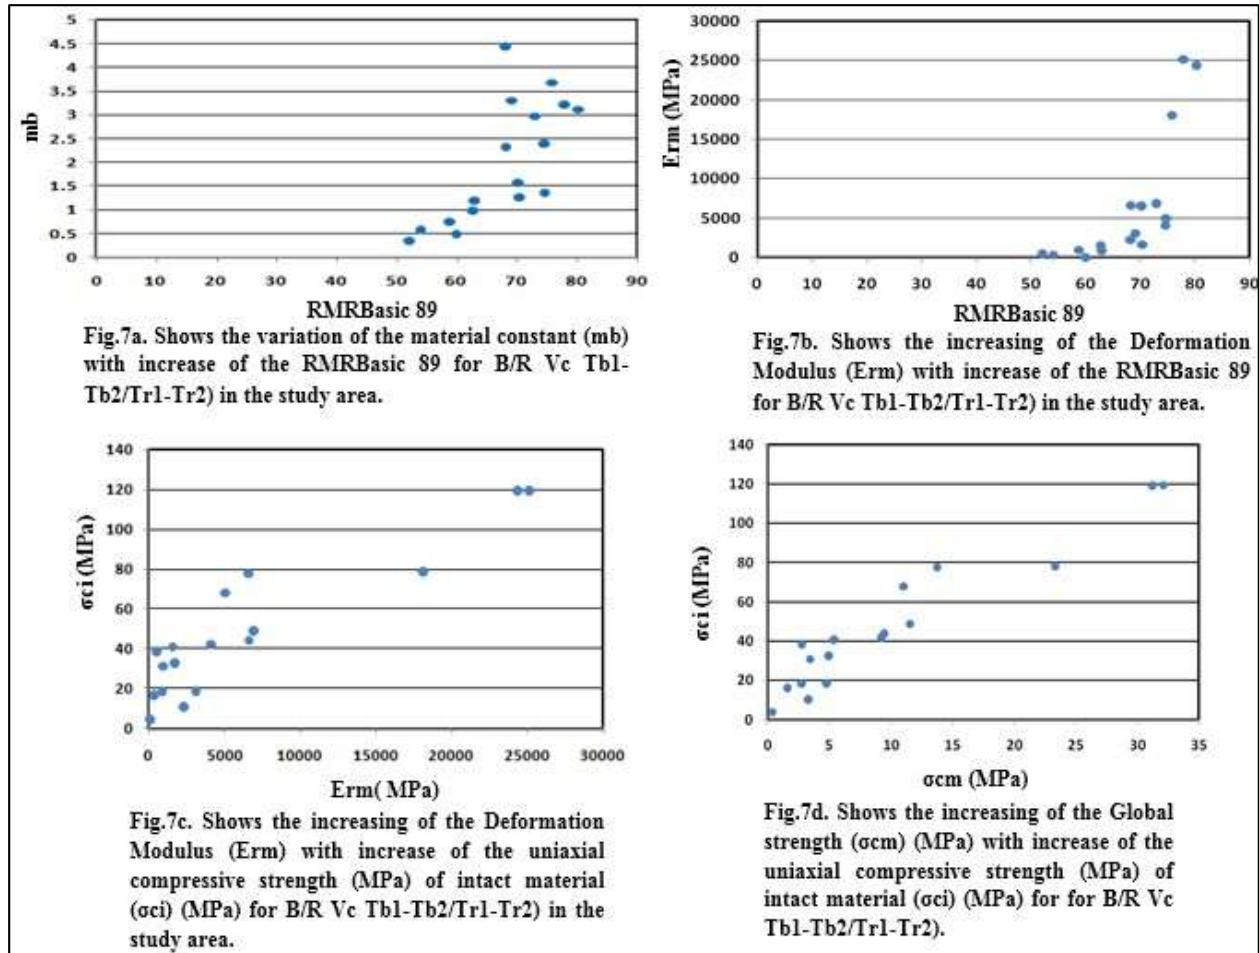 5
4.5
4
3.5
3
2.5
2
1.5
1
0.5
0
mb
0 10 20 30 40 50 60 70 80 90
RMRBasic 89
Fig.7a. Shows the variation of the material constant (mb)
with increase of the RMRBasic 89 for B/R Vc Tb1-
Tb2/Tr1-Tr2) in the study area.
30000
25000
20000
15000
10000
5000
0
Erm (MPa)
0 10 20 30 40 50 60 70 80 90
RMRBasic 89
Fig.7b. Shows the increasing of the Deformation
Modulus (Erm) with increase of the RMRBasic 89
for B/R Vc Tb1-Tb2/Tr1-Tr2) in the study area.
140
120
100
80
60
40
20
0
σci (MPa)
0 5000 10000 15000 20000 25000 30000
Erm( MPa)
Fig.7c. Shows the increasing of the Deformation
Modulus (Erm) with increase of the uniaxial
compressive strength (MPa) of intact material
(σci) (MPa) for B/R Vc Tb1-Tb2/Tr1-Tr2) in the
study area.
140
120
100
80
60
40
20
0
σci (MPa)
0 5 10 15 20 25 30 35
σcm (MPa)
Fig.7d. Shows the increasing of the Global
strength (σcm) (MPa) with increase of the
uniaxial compressive strength (MPa) of
intact material (σci) (MPa) for for B/R Vc
Tb1-Tb2/Tr1-Tr2).